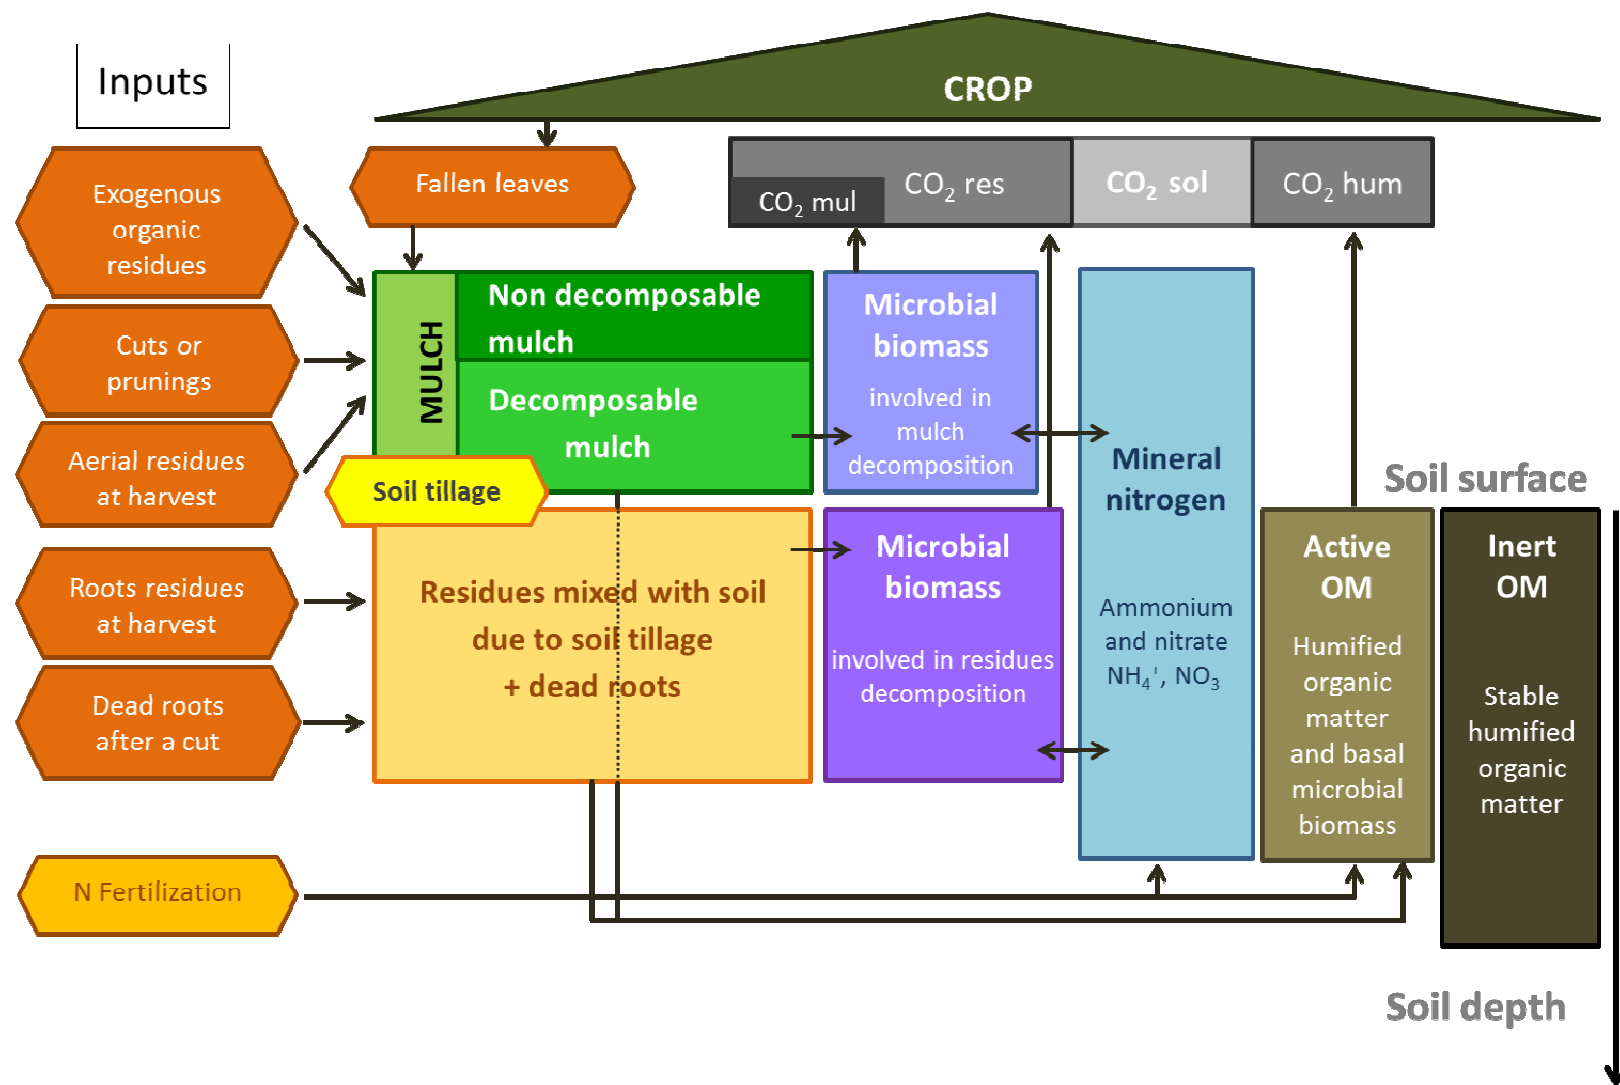 Inputs
CROP
Exogenous
organic
residues
Fallen leaves
CO2 mul
CO2 res
CO2 sol
CO2 hum
Cuts or
prunings
Aerial residues
at harvest
MULCH
Non decomposable
mulch
Decomposable
mulch
Soil tillage
Microbial
biomass
involved in
mulch
decomposition
Mineral
nitrogen
Ammonium
and nitrate
NH4', NO3
Soil surface
Roots residues
at harvest
Dead roots
after a cut
Residues mixed with soil
due to soil tillage
+ dead roots
Microbial
biomass
involved in residues
decomposition
Active
OM
Humified
organic
matter
and basal
microbial
biomass
Inert
OM
Stable
humified
organic
matter
N Fertilization
Soil depth